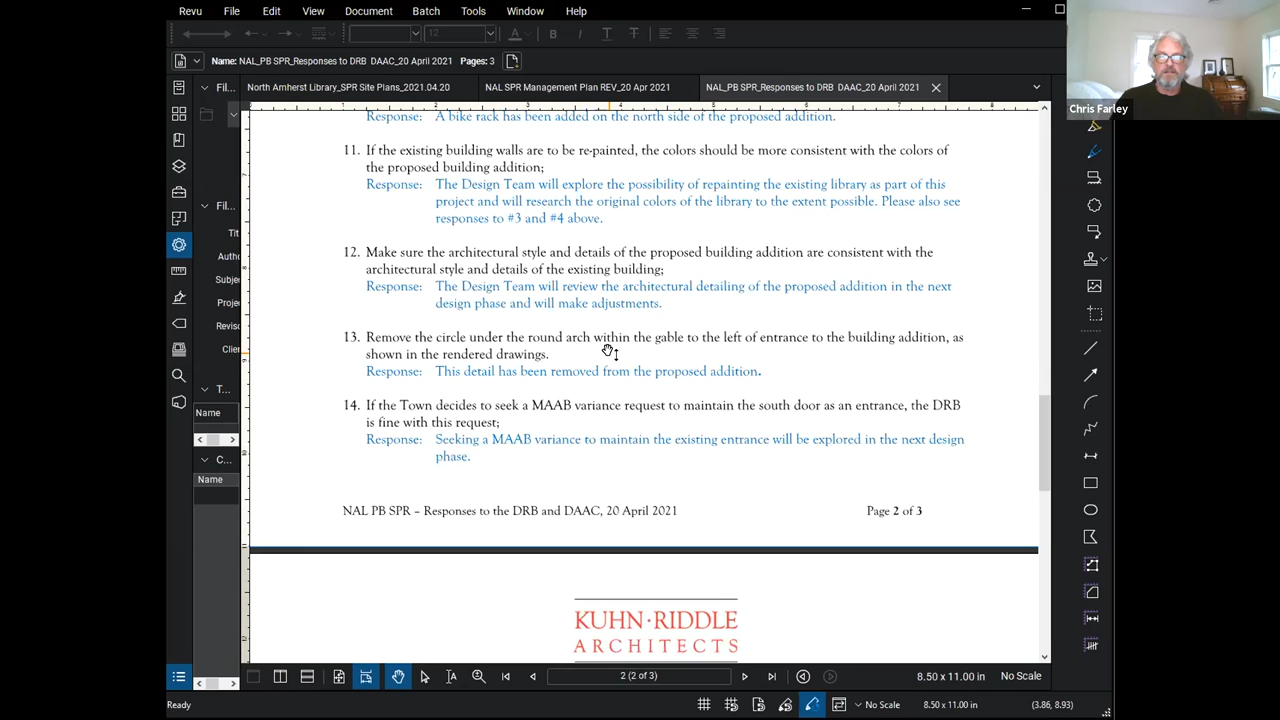 Revu File Edit View Document Batch Tools Window Help
12
Name: NAL_PB SPR_Responses to DRB DAAC_20 April 2021 Pages: 3
Fil... North Amherst Library_SPR Site Plans_2021.04.20 NAL SPR Management Plan REV_20 Apr 2021 NAL_PB SPR_Responses to DRB DAAC_20 April 2021
Chris Farley
Response: A bike rack has been added on the north side of the proposed addition.
11. If the existing building walls are to be re-painted, the colors should be more consistent with the colors of
the proposed building addition;
Response: The Design Team will explore the possibility of repainting the existing library as part of this
project and will research the original colors of the library to the extent possible. Please also see
responses to #3 and #4 above.
12. Make sure the architectural style and details of the proposed building addition are consistent with the
architectural style and details of the existing building;
Response: The Design Team will review the architectural detailing of the proposed addition in the next
design phase and will make adjustments.
13. Remove the circle under the round arch within the gable to the left of entrance to the building addition, as
shown in the rendered drawings.
Response: This detail has been removed from the proposed addition.
14. If the Town decides to seek a MAAB variance request to maintain the south door as an entrance, the DRB
is fine with this request;
Response: Seeking a MAAB variance to maintain the existing entrance will be explored in the next design
phase.
NAL PB SPR – Responses to the DRB and DAAC, 20 April 2021 Page 2 of 3
KUHN·RIDDLE
ARCHITECTS
Fil...
Tit
Autho
Subje
Proje
Revis
Clie
T...
Name
C...
Name
2 (2 of 3) 8.50 x 11.00 in No Scale
Ready No Scale 8.50 x 11.00 in (3.86, 8.93)